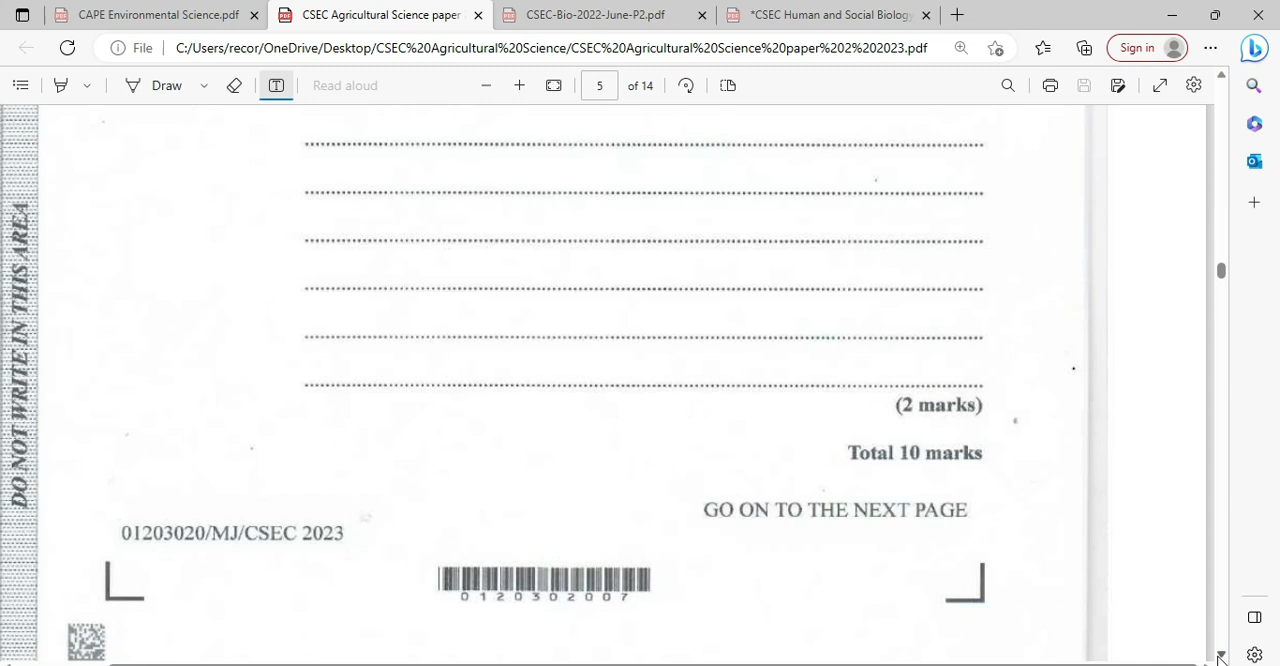 CAPE Environmental Science.pdf
CSEC Agricultural Science paper
CSEC-Bio-2022-June-P2.pdf
*CSEC Human and Social Biology
File
C:/Users/recor/OneDrive/Desktop/CSEC%20Agricultural%20Science/CSEC%20Agricultural%20Science%20paper%202%202023.pdf
Sign in
Draw
Read aloud
5
of 14
DO NOT WRITE IN THIS AREA
(2 marks)
Total 10 marks
GO ON TO THE NEXT PAGE
01203020/MJ/CSEC 2023
0120302007